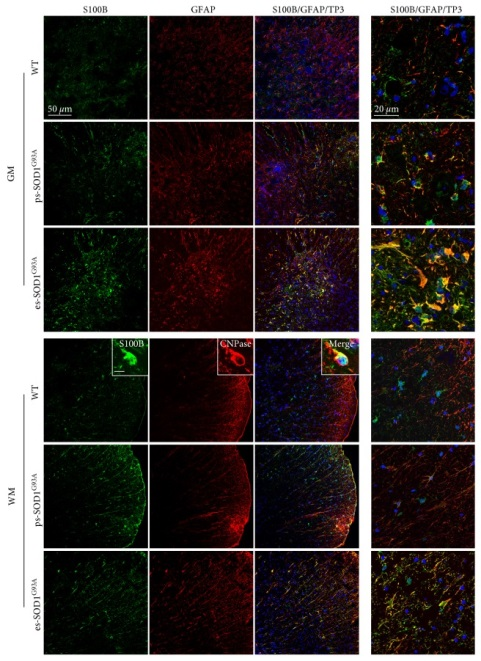 S100B GFAP S100B/GFAP/TP3 S100B/GFAP/TP3
WT
50 µm
20 µm
GM
ps-SOD1G93A
es-SOD1G93A
S100B CNPase Merge
WT
WM
ps-SOD1G93A
es-SOD1G93A